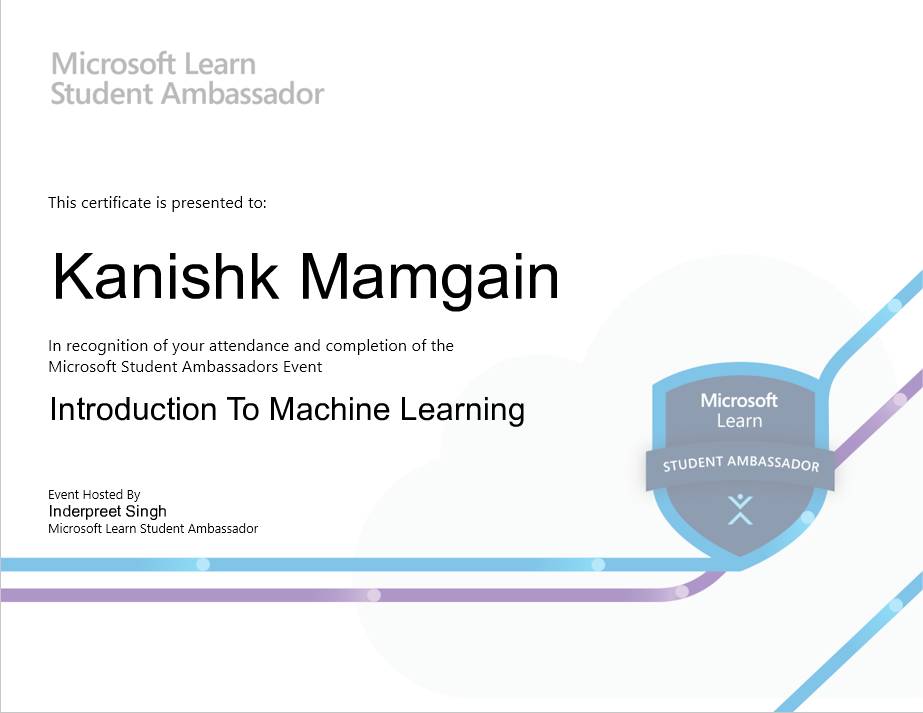 Microsoft Learn
Student Ambassador
This certificate is presented to:
Kanishk Mamgain
In recognition of your attendance and completion of the
Microsoft Student Ambassadors Event
Introduction To Machine Learning
Event Hosted By
Inderpreet Singh
Microsoft Learn Student Ambassador
Microsoft
Learn
STUDENT AMBASSADOR